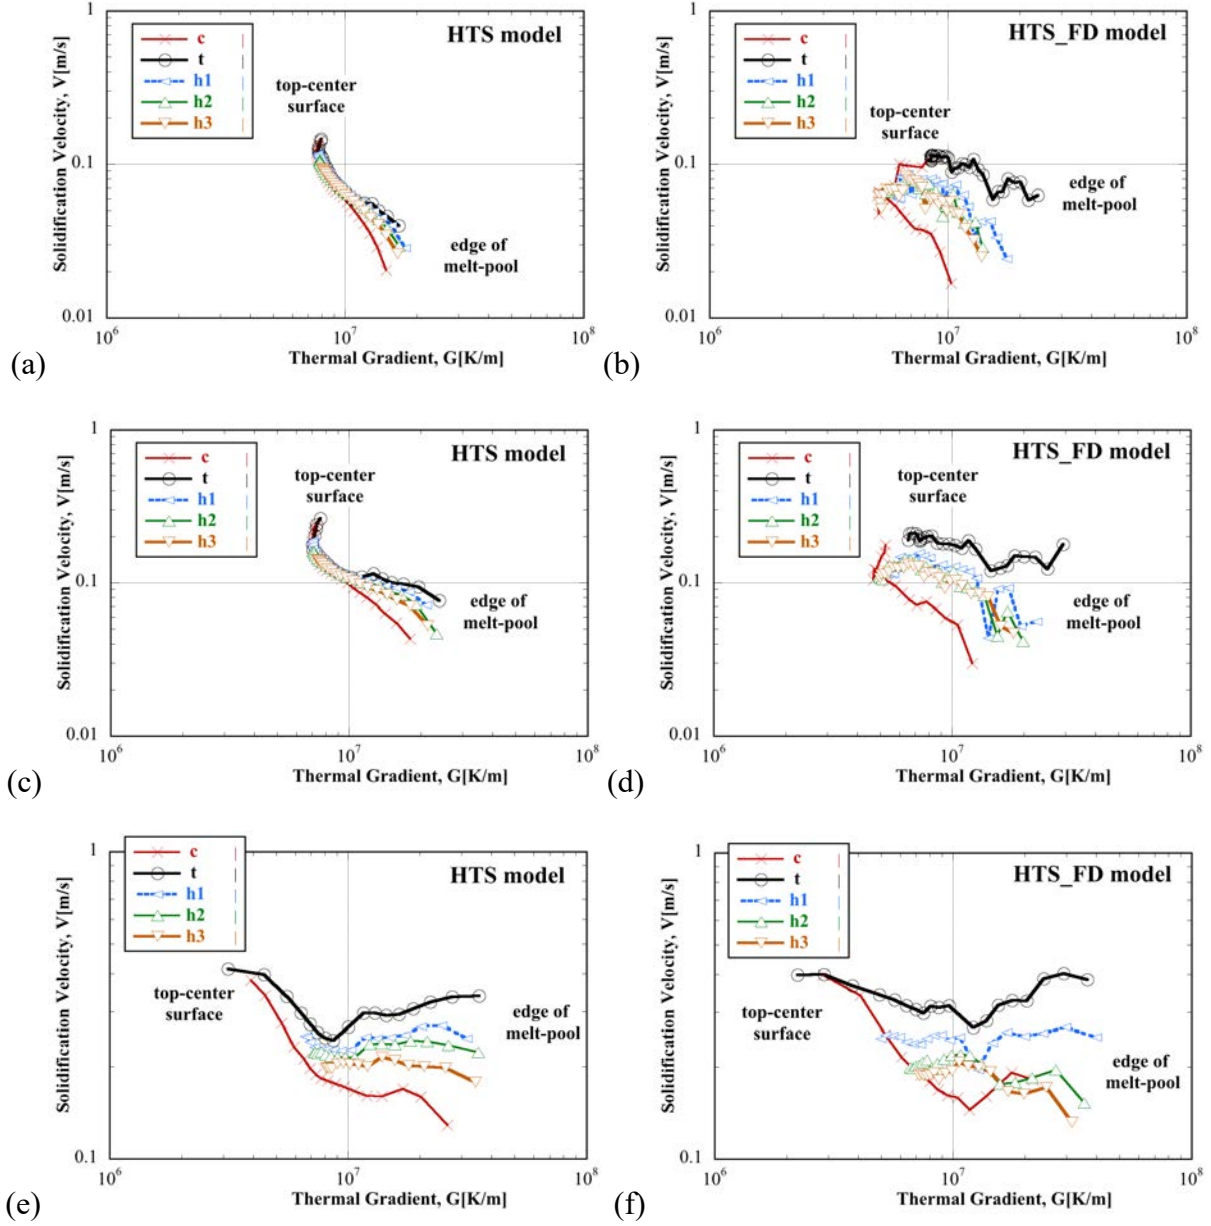 HTS model
c
t
h1
h2
h3
top-center
surface
edge of
melt-pool
1
0.1
0.01
10⁶
10⁷
10⁸
Solidification Velocity, V[m/s]
Thermal Gradient, G[K/m]
(a)
HTS_FD model
c
t
h1
h2
h3
top-center
surface
edge of
melt-pool
1
0.1
0.01
10⁶
10⁷
10⁸
Solidification Velocity, V[m/s]
Thermal Gradient, G[K/m]
(b)
HTS model
c
t
h1
h2
h3
top-center
surface
edge of
melt-pool
1
0.1
0.01
10⁶
10⁷
10⁸
Solidification Velocity, V[m/s]
Thermal Gradient, G[K/m]
(c)
HTS_FD model
c
t
h1
h2
h3
top-center
surface
edge of
melt-pool
1
0.1
0.01
10⁶
10⁷
10⁸
Solidification Velocity, V[m/s]
Thermal Gradient, G[K/m]
(d)
HTS model
c
t
h1
h2
h3
top-center
surface
edge of
melt-pool
1
0.1
10⁶
10⁷
10⁸
Solidification Velocity, V[m/s]
Thermal Gradient, G[K/m]
(e)
HTS_FD model
c
t
h1
h2
h3
top-center
surface
edge of
melt-pool
1
0.1
10⁶
10⁷
10⁸
Solidification Velocity, V[m/s]
Thermal Gradient, G[K/m]
(f)